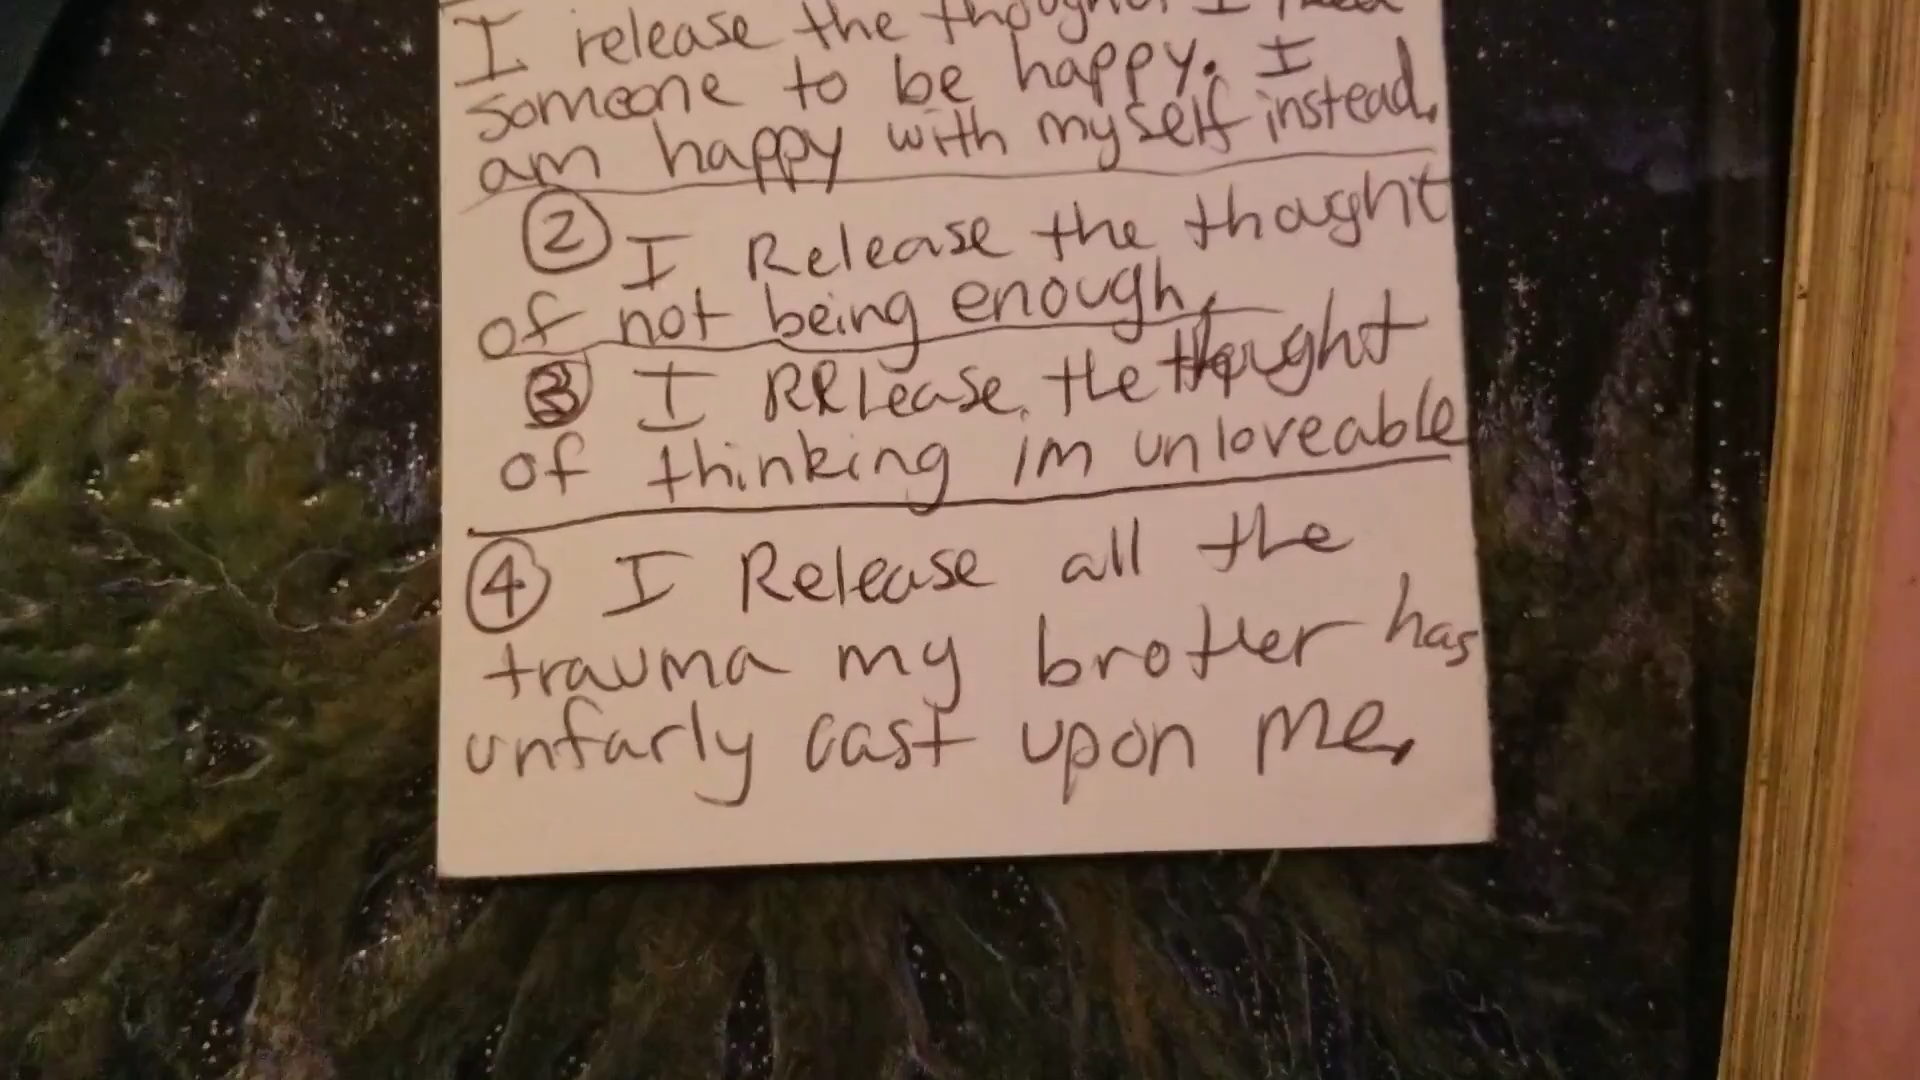 I release the thought I need
someone to be happy. I
am happy with myself instead.
② I Release the thought
of not being enough.
③ I RRlease the thought
of thinking im unloveable
④ I Release all the
trauma my brother has
unfarly cast upon me.